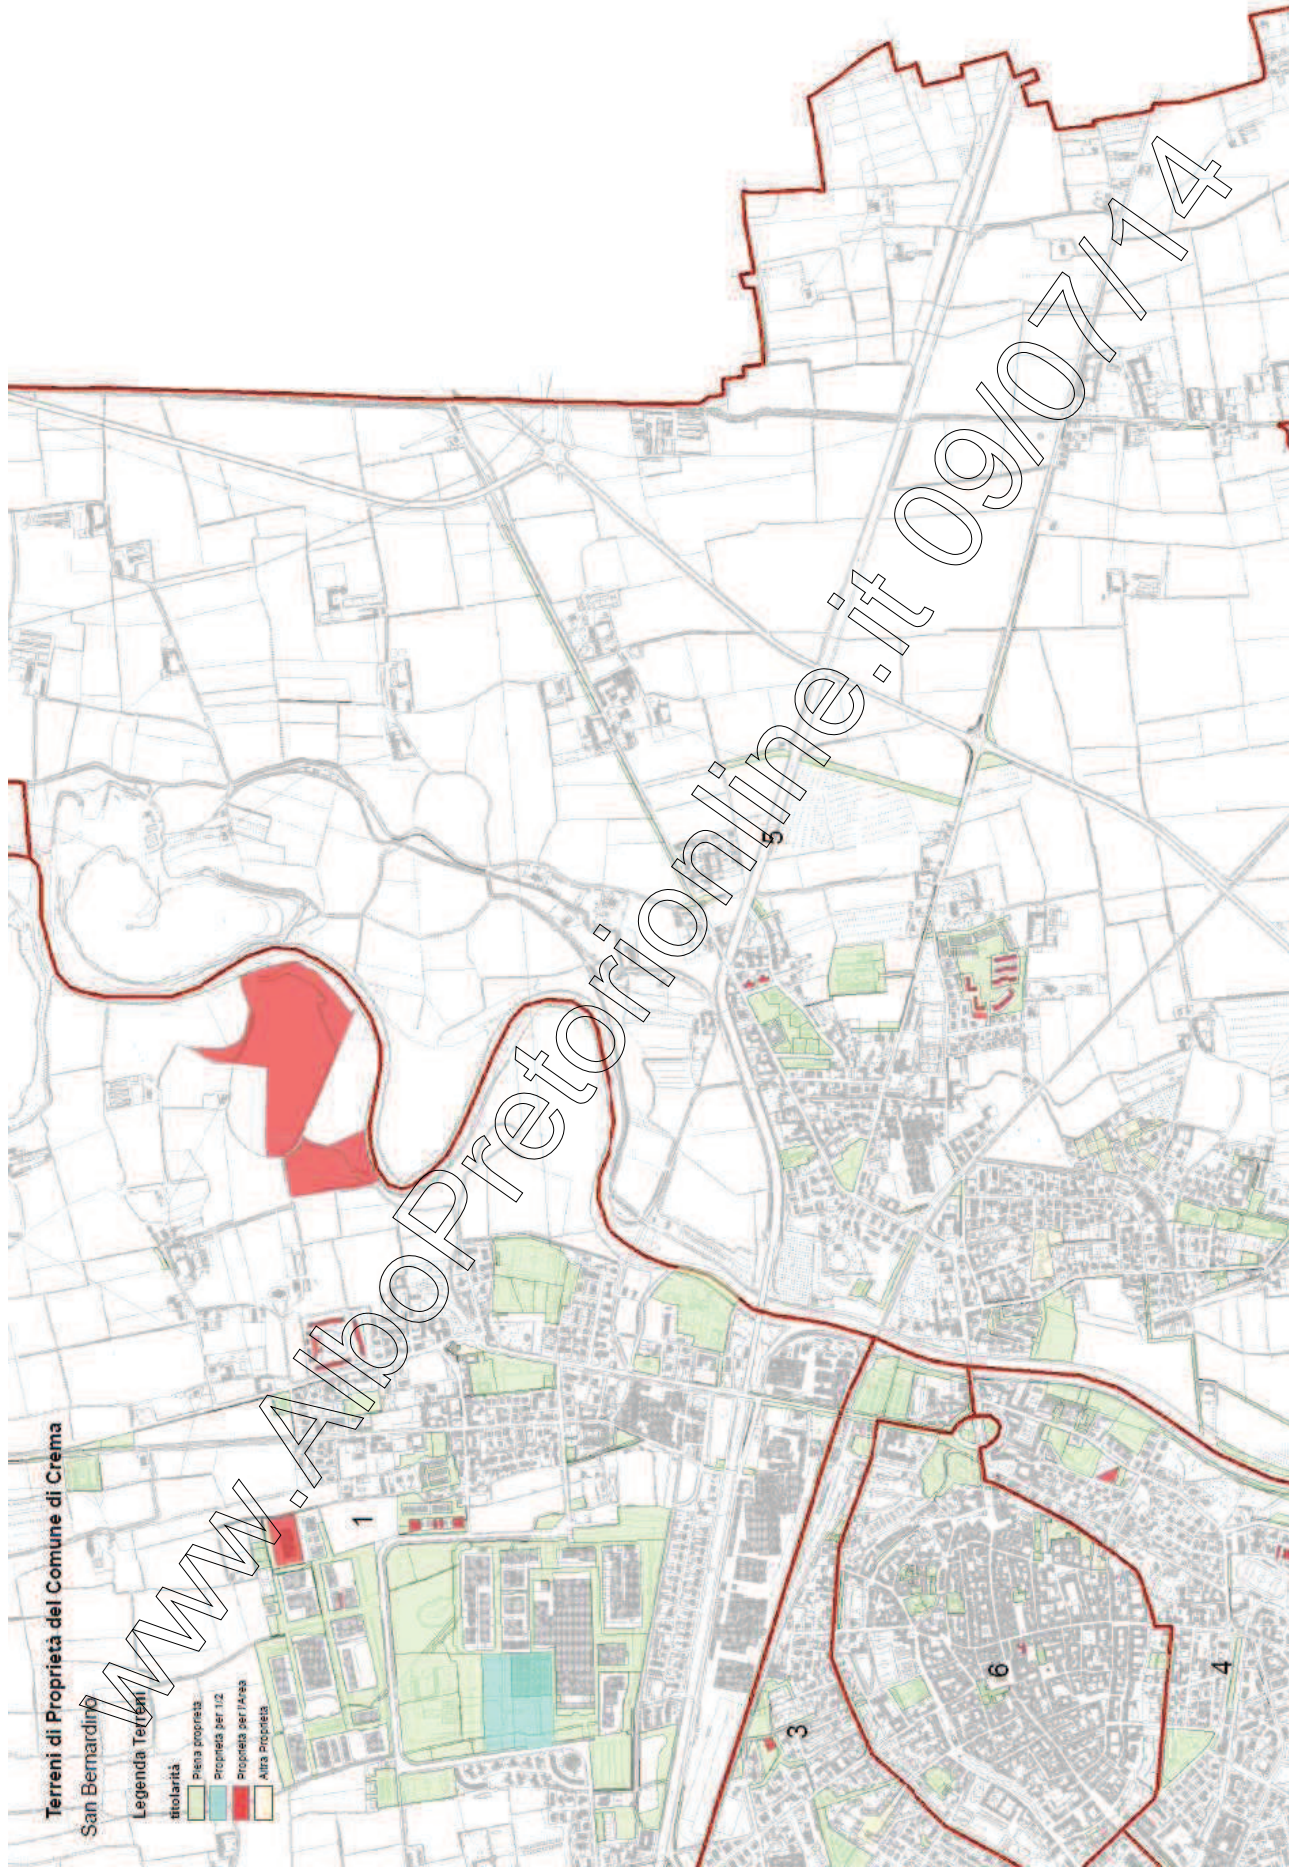 Terreni di Proprietà del Comune di Crema
San Bernardino
Legenda Terreni
titolarità
Piena proprietà
Proprietà per 1/2
Proprietà per l'Area
Altra Proprietà
1
5
3
6
4
www.AlboPretorionline.it 09/07/14